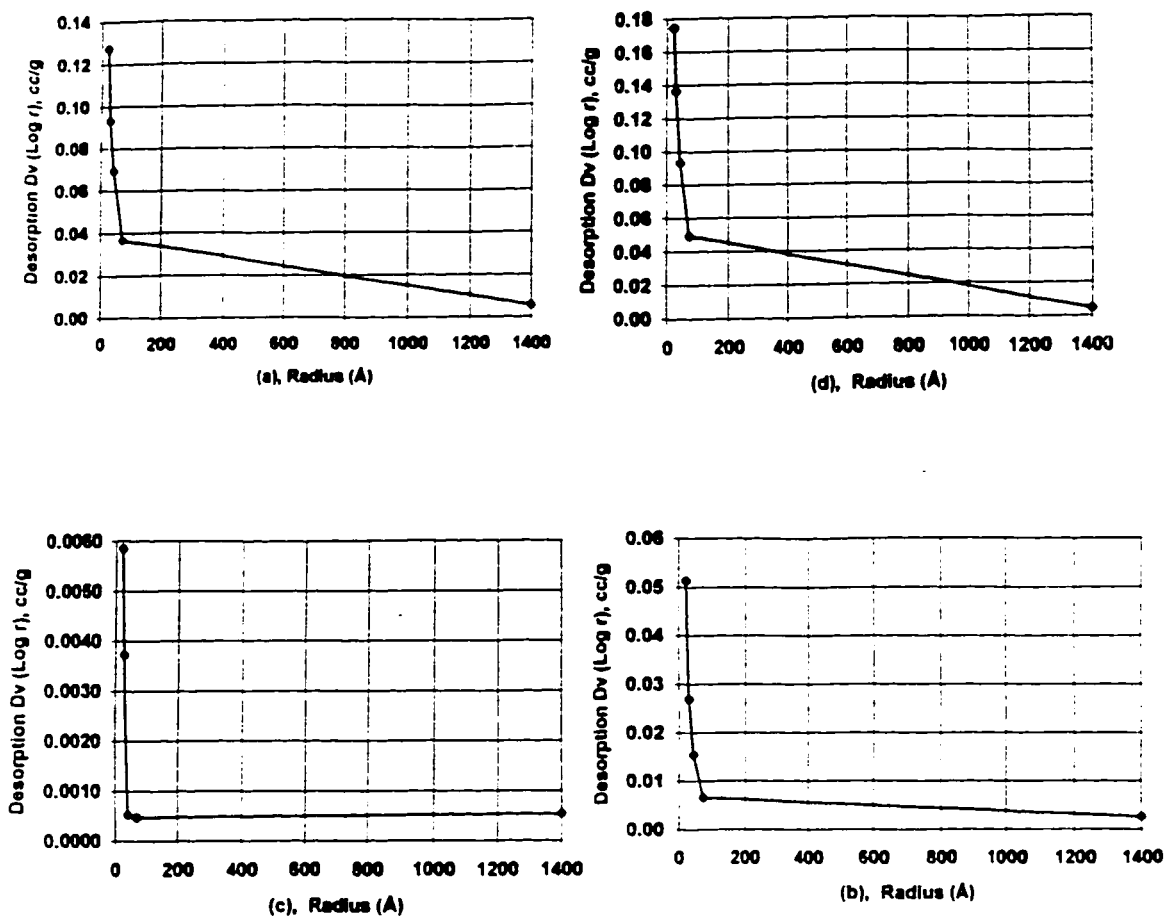 Desorption Dv (Log r), cc/g
0.14
0.12
0.10
0.08
0.06
0.04
0.02
0.00
0 200 400 600 800 1000 1200 1400
(a), Radius (Å)
Desorption Dv (Log r), cc/g
0.18
0.16
0.14
0.12
0.10
0.08
0.06
0.04
0.02
0.00
0 200 400 600 800 1000 1200 1400
(d), Radius (Å)
Desorption Dv (Log r), cc/g
0.0060
0.0050
0.0040
0.0030
0.0020
0.0010
0.0000
0 200 400 600 800 1000 1200 1400
(c), Radius (Å)
Desorption Dv (Log r), cc/g
0.06
0.05
0.04
0.03
0.02
0.01
0.00
0 200 400 600 800 1000 1200 1400
(b), Radius (Å)